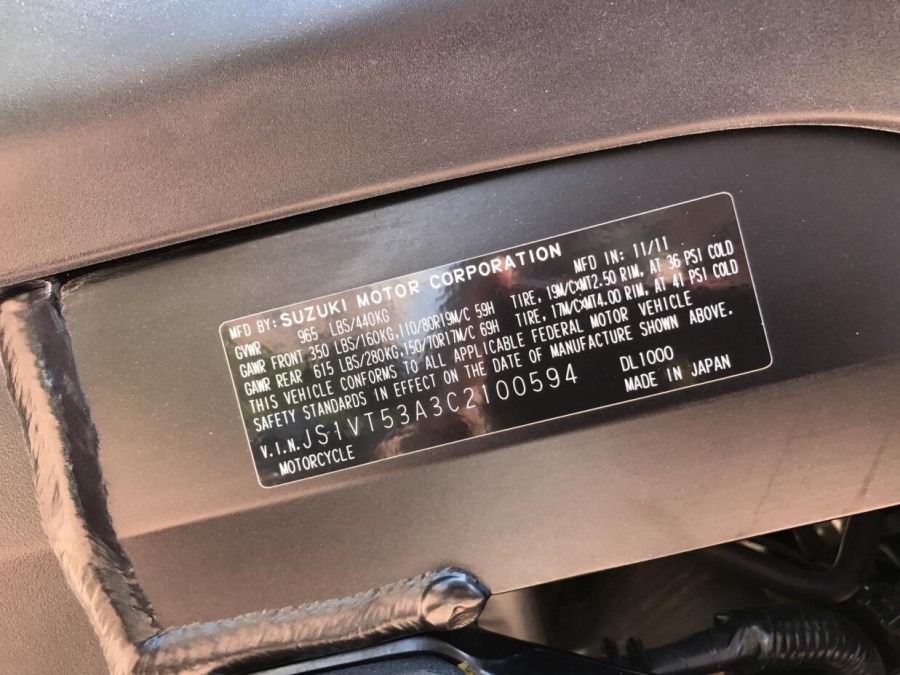 MFD BY: SUZUKI MOTOR CORPORATION MFD IN: 11/11
GVWR 965 LBS/440KG
GAWR FRONT 350 LBS/160KG,110/80R19M/C 59H TIRE, 19M/C×MT2.50 RIM, AT 36 PSI COLD
GAWR REAR 615 LBS/280KG,150/70R17M/C 69H TIRE, 17M/C×MT4.00 RIM, AT 41 PSI COLD
THIS VEHICLE CONFORMS TO ALL APPLICABLE FEDERAL MOTOR VEHICLE
SAFETY STANDARDS IN EFFECT ON THE DATE OF MANUFACTURE SHOWN ABOVE.
V.I.N. JS1VT53A3C2100594 DL1000
MOTORCYCLE MADE IN JAPAN